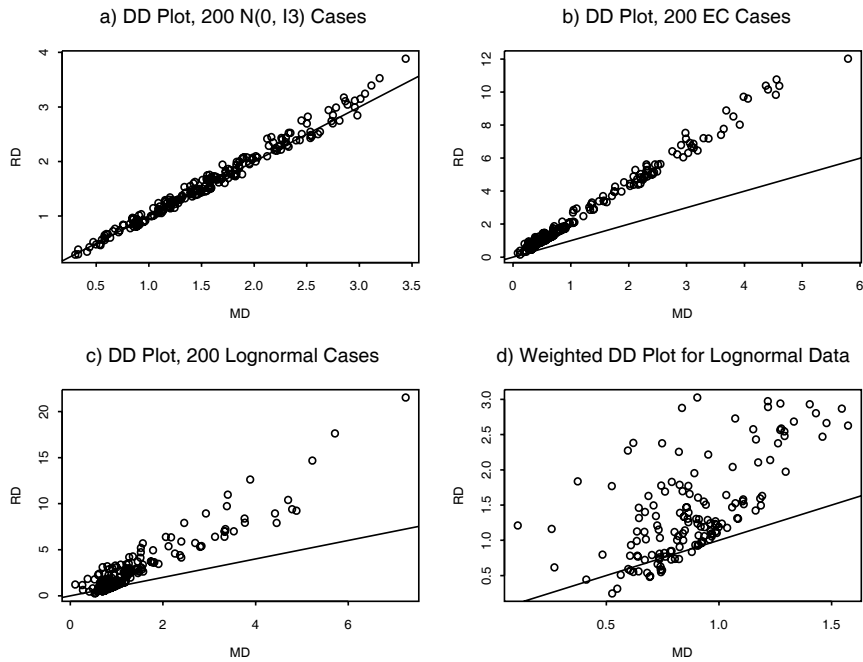 a) DD Plot, 200 N(0, I3) Cases
RD
4
3
2
1
0.5 1.0 1.5 2.0 2.5 3.0 3.5
MD
b) DD Plot, 200 EC Cases
RD
12
10
8
6
4
2
0
0 1 2 3 4 5 6
MD
c) DD Plot, 200 Lognormal Cases
RD
20
15
10
5
0
0 2 4 6
MD
d) Weighted DD Plot for Lognormal Data
RD
3.0
2.5
2.0
1.5
1.0
0.5
0.5 1.0 1.5
MD